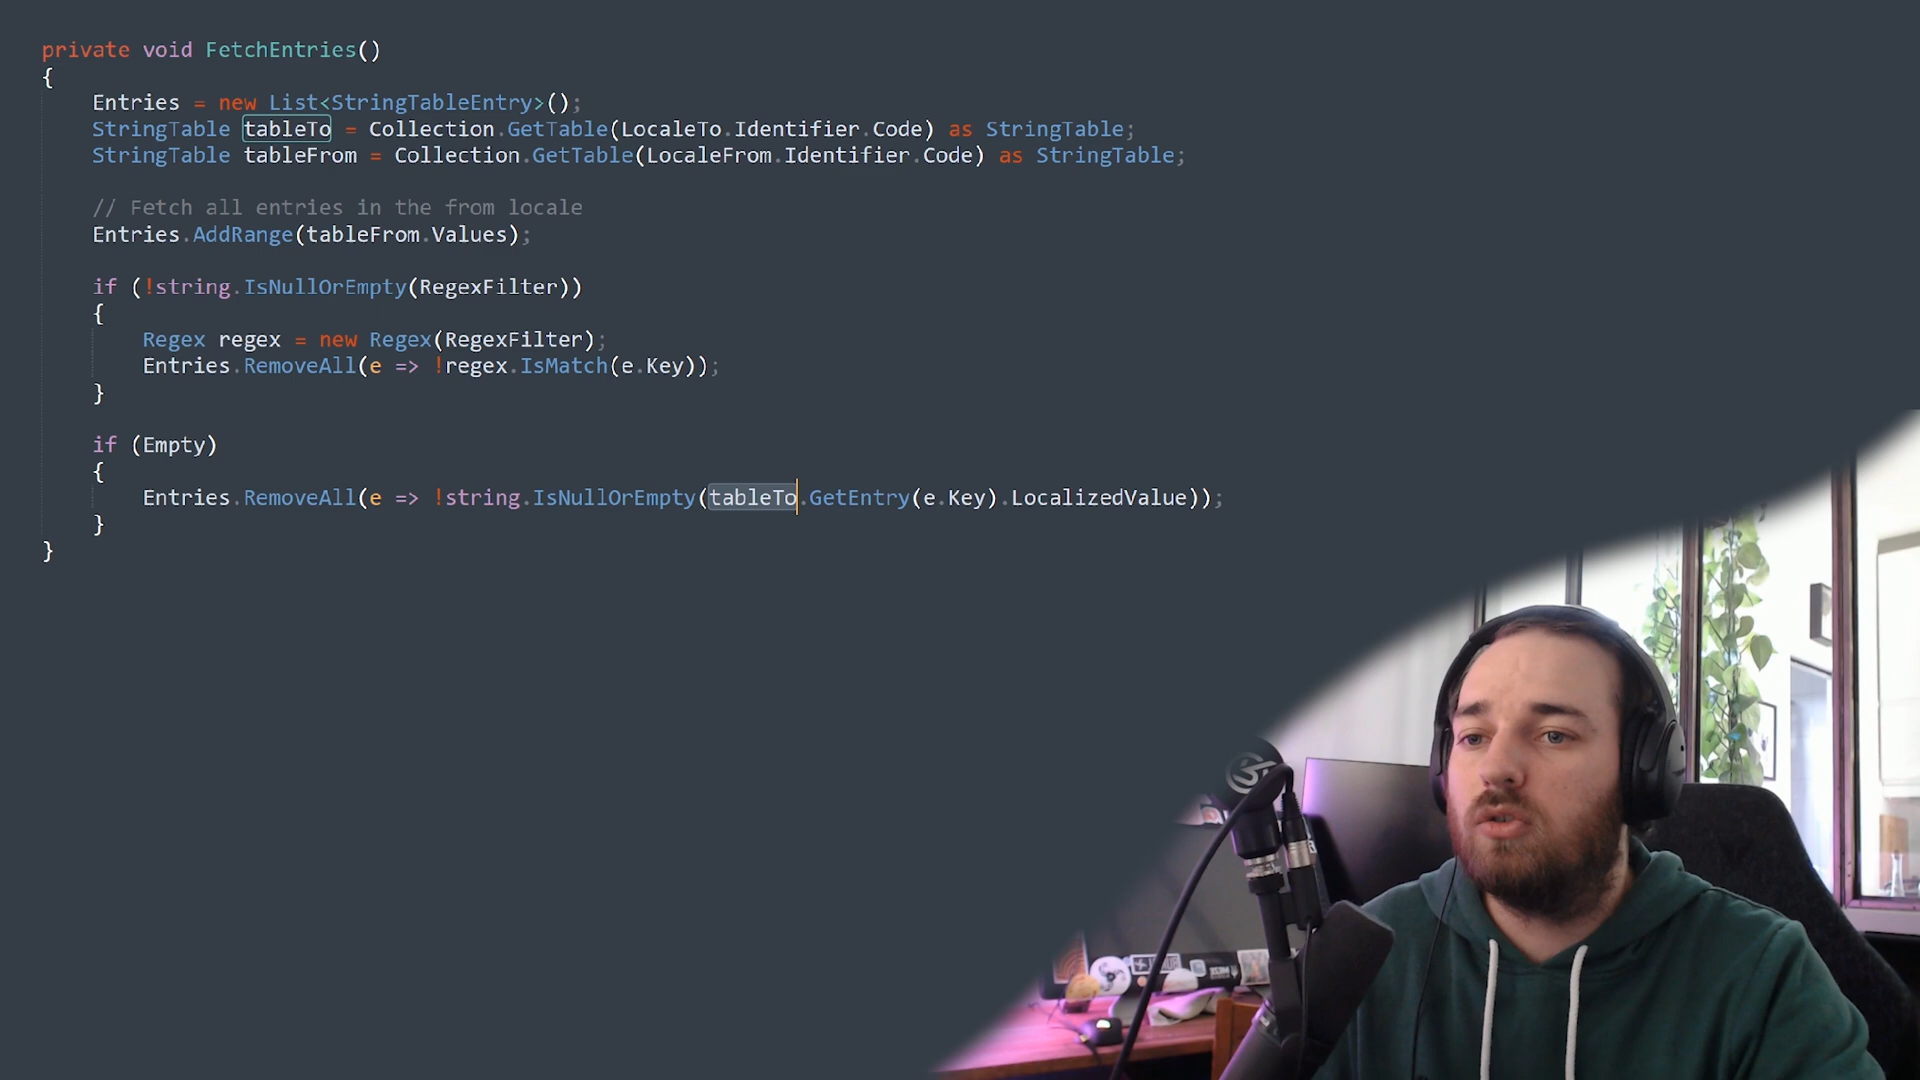 private void FetchEntries()
{
Entries = new List<StringTableEntry>();
StringTable tableTo = Collection.GetTable(LocaleTo.Identifier.Code) as StringTable;
StringTable tableFrom = Collection.GetTable(LocaleFrom.Identifier.Code) as StringTable;
// Fetch all entries in the from locale
Entries.AddRange(tableFrom.Values);
if (!string.IsNullOrEmpty(RegexFilter))
{
Regex regex = new Regex(RegexFilter);
Entries.RemoveAll(e => !regex.IsMatch(e.Key));
}
if (Empty)
{
Entries.RemoveAll(e => !string.IsNullOrEmpty(tableTo.GetEntry(e.Key).LocalizedValue));
}
}